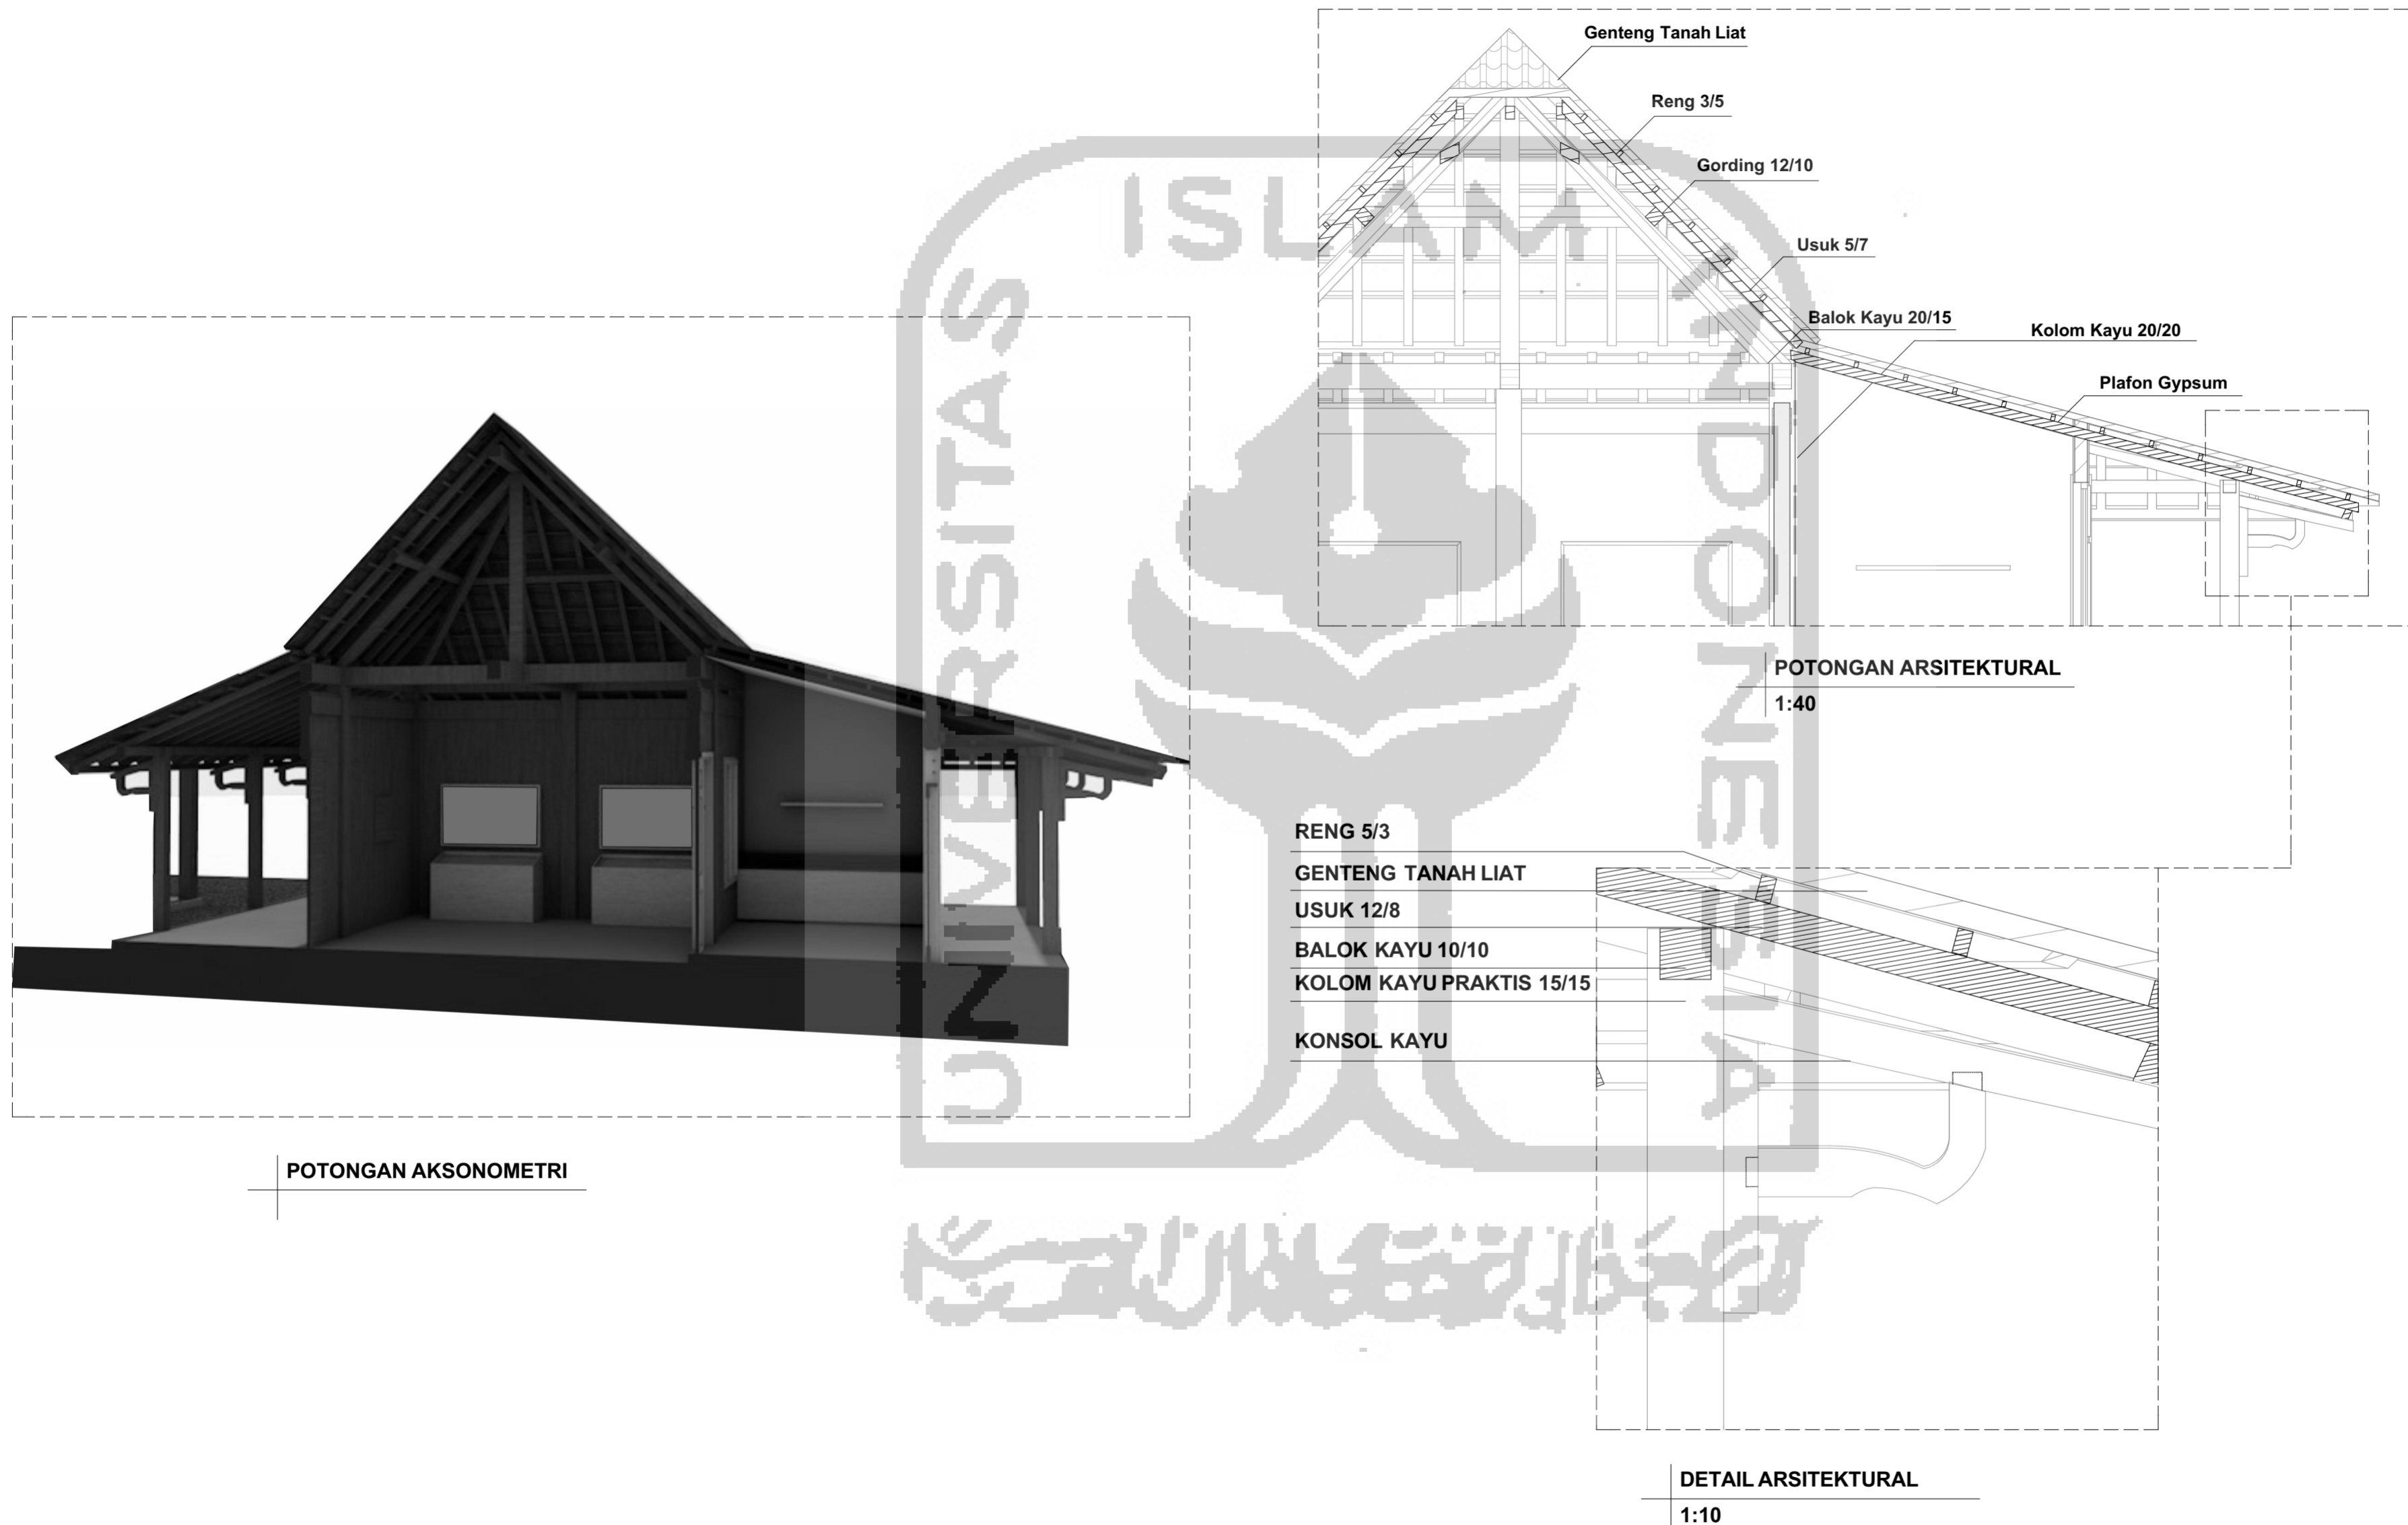 Genteng Tanah Liat
Reng 3/5
Gording 12/10
Usuk 5/7
Balok Kayu 20/15
Kolom Kayu 20/20
Plafon Gypsum
POTONGAN ARSITEKTURAL
1:40
RENG 5/3
GENTENG TANAH LIAT
USUK 12/8
BALOK KAYU 10/10
KOLOM KAYU PRAKTIS 15/15
KONSOL KAYU
POTONGAN AKSONOMETRI
DETAIL ARSITEKTURAL
1:10
UNIVERSITAS
ISLAM
INDONESIA